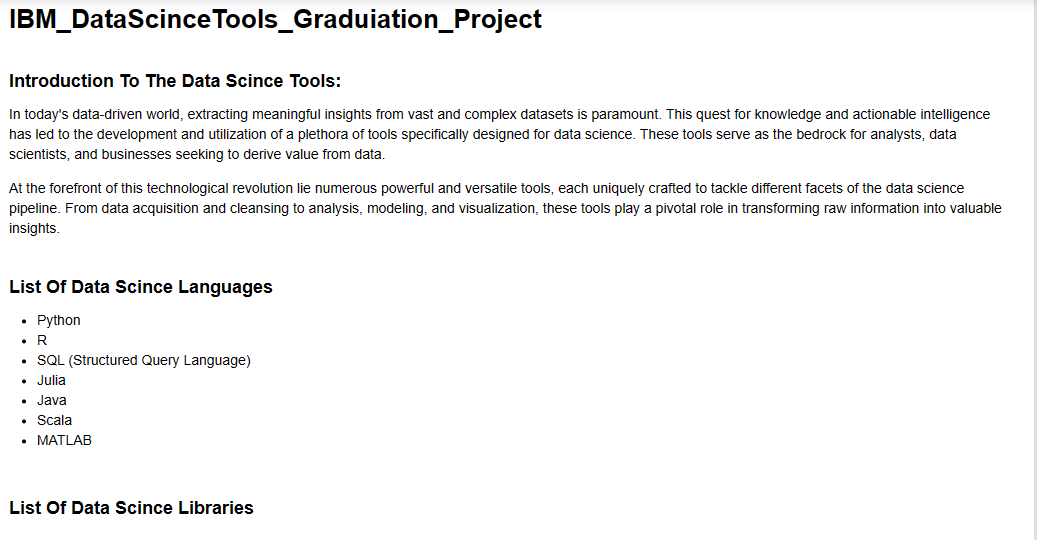 IBM_DataScinceTools_Graduiation_Project
Introduction To The Data Scince Tools:
In today's data-driven world, extracting meaningful insights from vast and complex datasets is paramount. This quest for knowledge and actionable intelligence
has led to the development and utilization of a plethora of tools specifically designed for data science. These tools serve as the bedrock for analysts, data
scientists, and businesses seeking to derive value from data.
At the forefront of this technological revolution lie numerous powerful and versatile tools, each uniquely crafted to tackle different facets of the data science
pipeline. From data acquisition and cleansing to analysis, modeling, and visualization, these tools play a pivotal role in transforming raw information into valuable
insights.
List Of Data Scince Languages
• Python
• R
• SQL (Structured Query Language)
• Julia
• Java
• Scala
• MATLAB
List Of Data Scince Libraries